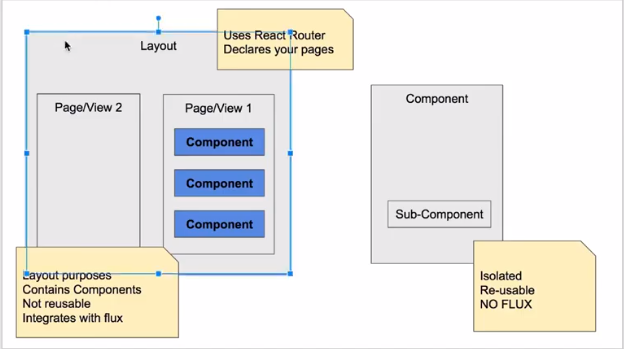 Uses React Router
Declares your pages
Layout
Page/View 2
Page/View 1
Component
Component
Component
Layout purposes
Contains Components
Not reusable
Integrates with flux
Component
Sub-Component
Isolated
Re-usable
NO FLUX